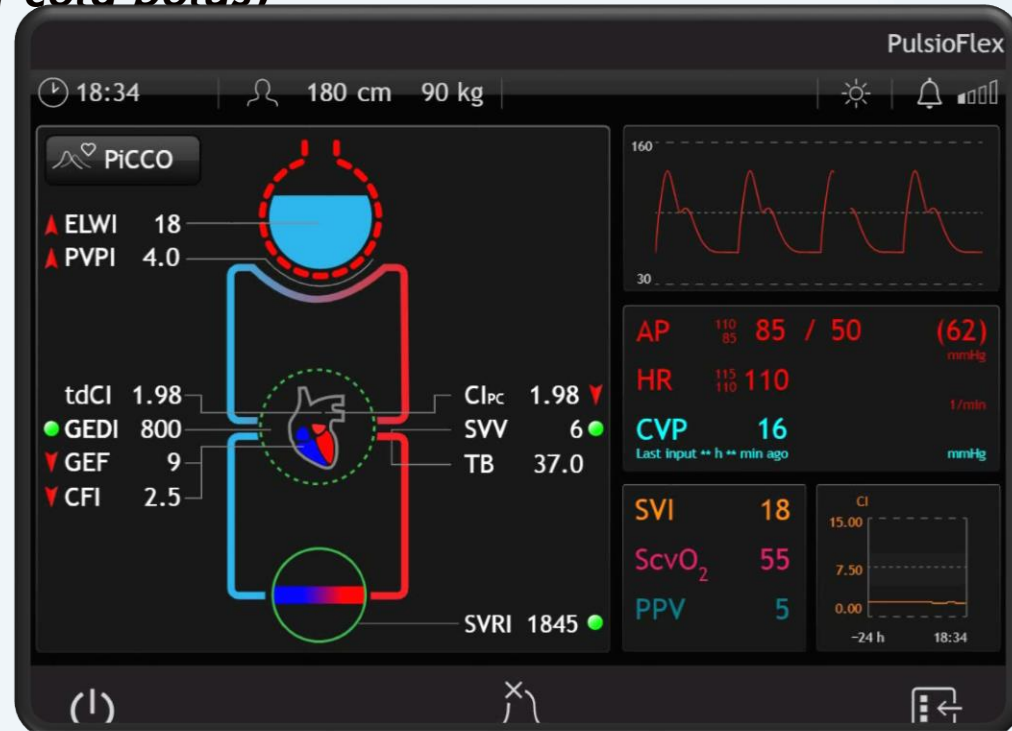 PulsioFlex
18:34 180 cm 90 kg
PiCCO
ELWI 18
PVPI 4.0
tdCI 1.98
GEDI 800
GEF 9
CFI 2.5
CIPC 1.98
SVV 6
TB 37.0
SVRI 1845
160
30
AP 110 85 85 / 50 (62)
mmHg
HR 115 110 110
1/min
CVP 16
Last input ** h ** min ago mmHg
SVI 18
ScvO2 55
PPV 5
CI
15.00
7.50
0.00
-24 h 18:34